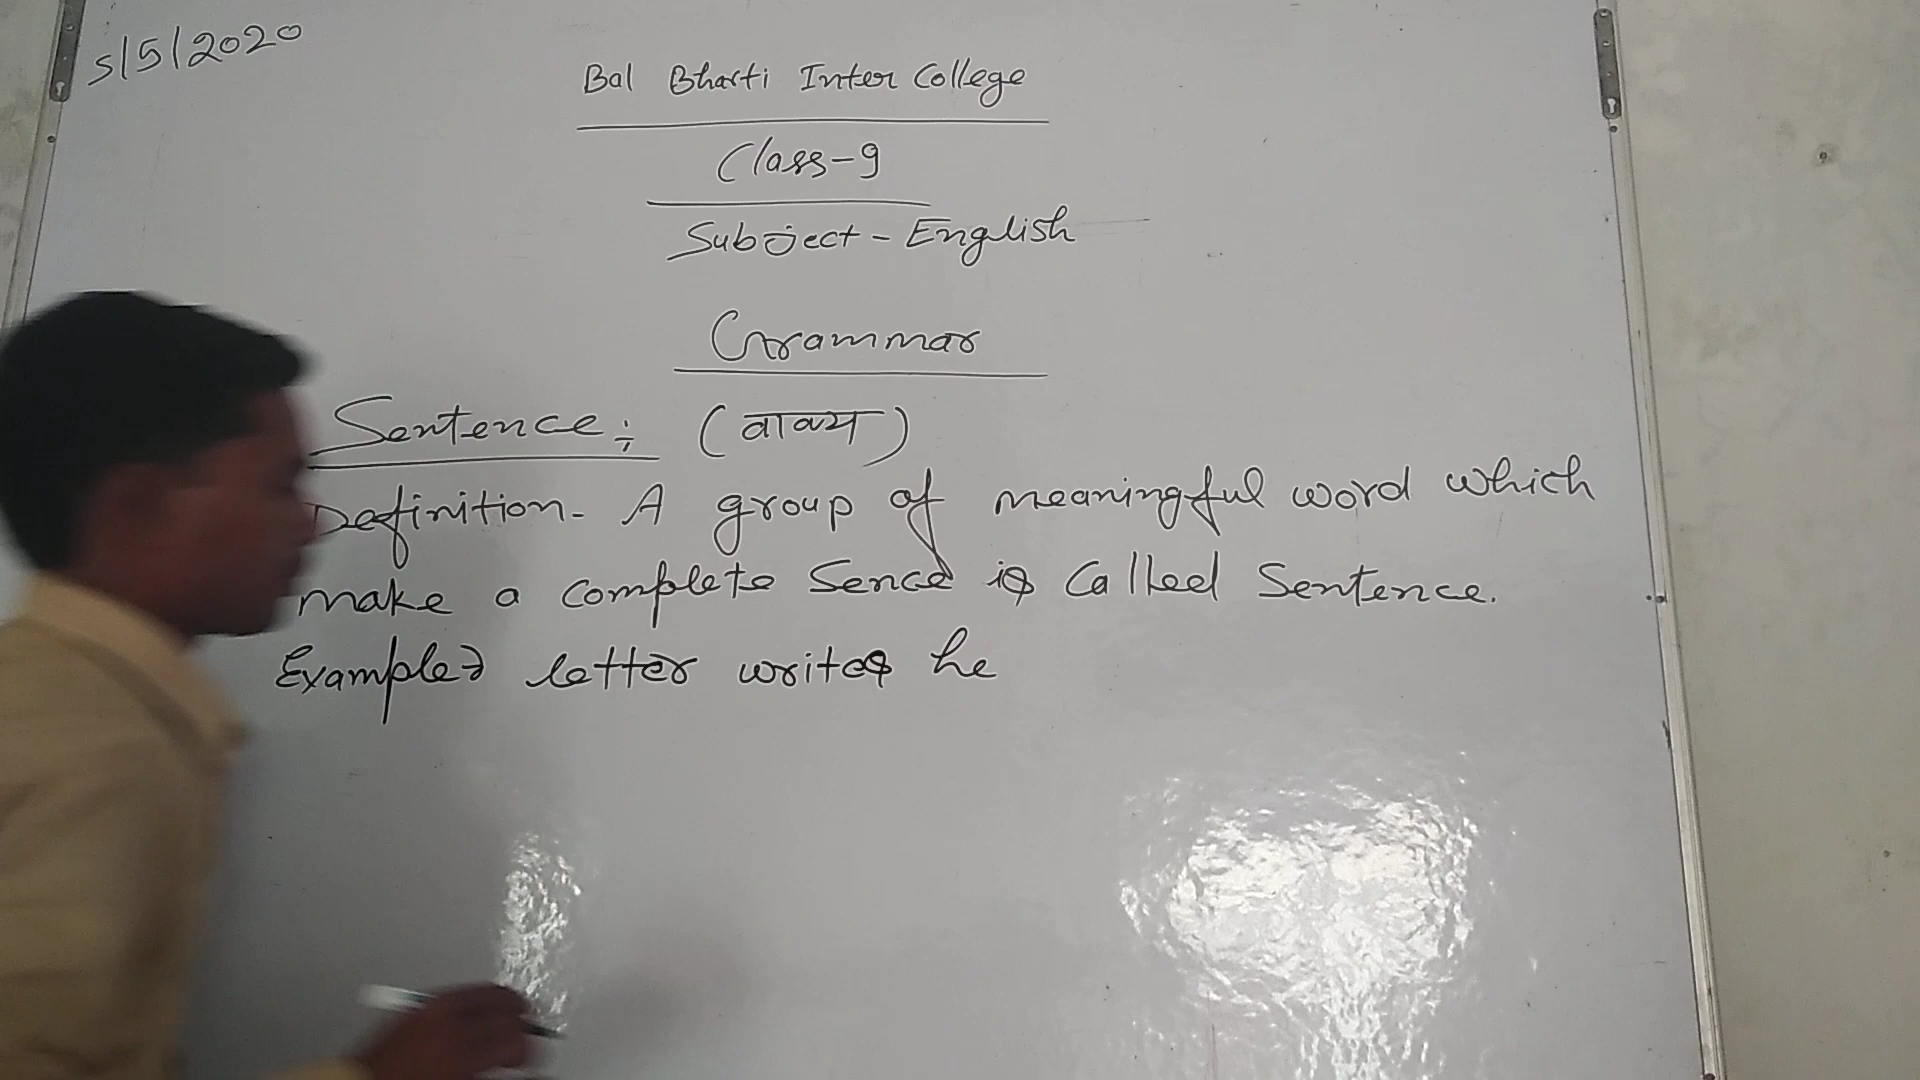 5/5/2020
Bal Bharti Inter College
Class-9
Subject - English
Grammar
Sentence: (वाक्य)
Definition - A group of meaningful word which
make a complete Sence is Called Sentence.
Example→ letter writes he